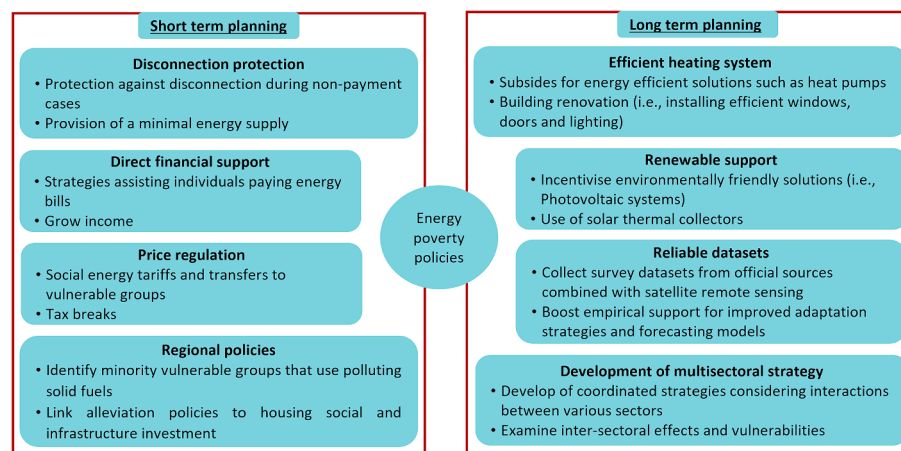 Short term planning
Disconnection protection
• Protection against disconnection during non-payment
cases
• Provision of a minimal energy supply
Direct financial support
• Strategies assisting individuals paying energy
bills
• Grow income
Price regulation
• Social energy tariffs and transfers to
vulnerable groups
• Tax breaks
Regional policies
• Identify minority vulnerable groups that use polluting
solid fuels
• Link alleviation policies to housing social and
infrastructure investment
Energy
poverty
policies
Long term planning
Efficient heating system
• Subsides for energy efficient solutions such as heat pumps
• Building renovation (i.e., installing efficient windows,
doors and lighting)
Renewable support
• Incentivise environmentally friendly solutions (i.e.,
Photovoltaic systems)
• Use of solar thermal collectors
Reliable datasets
• Collect survey datasets from official sources
combined with satellite remote sensing
• Boost empirical support for improved adaptation
strategies and forecasting models
Development of multisectoral strategy
• Develop of coordinated strategies considering interactions
between various sectors
• Examine inter-sectoral effects and vulnerabilities